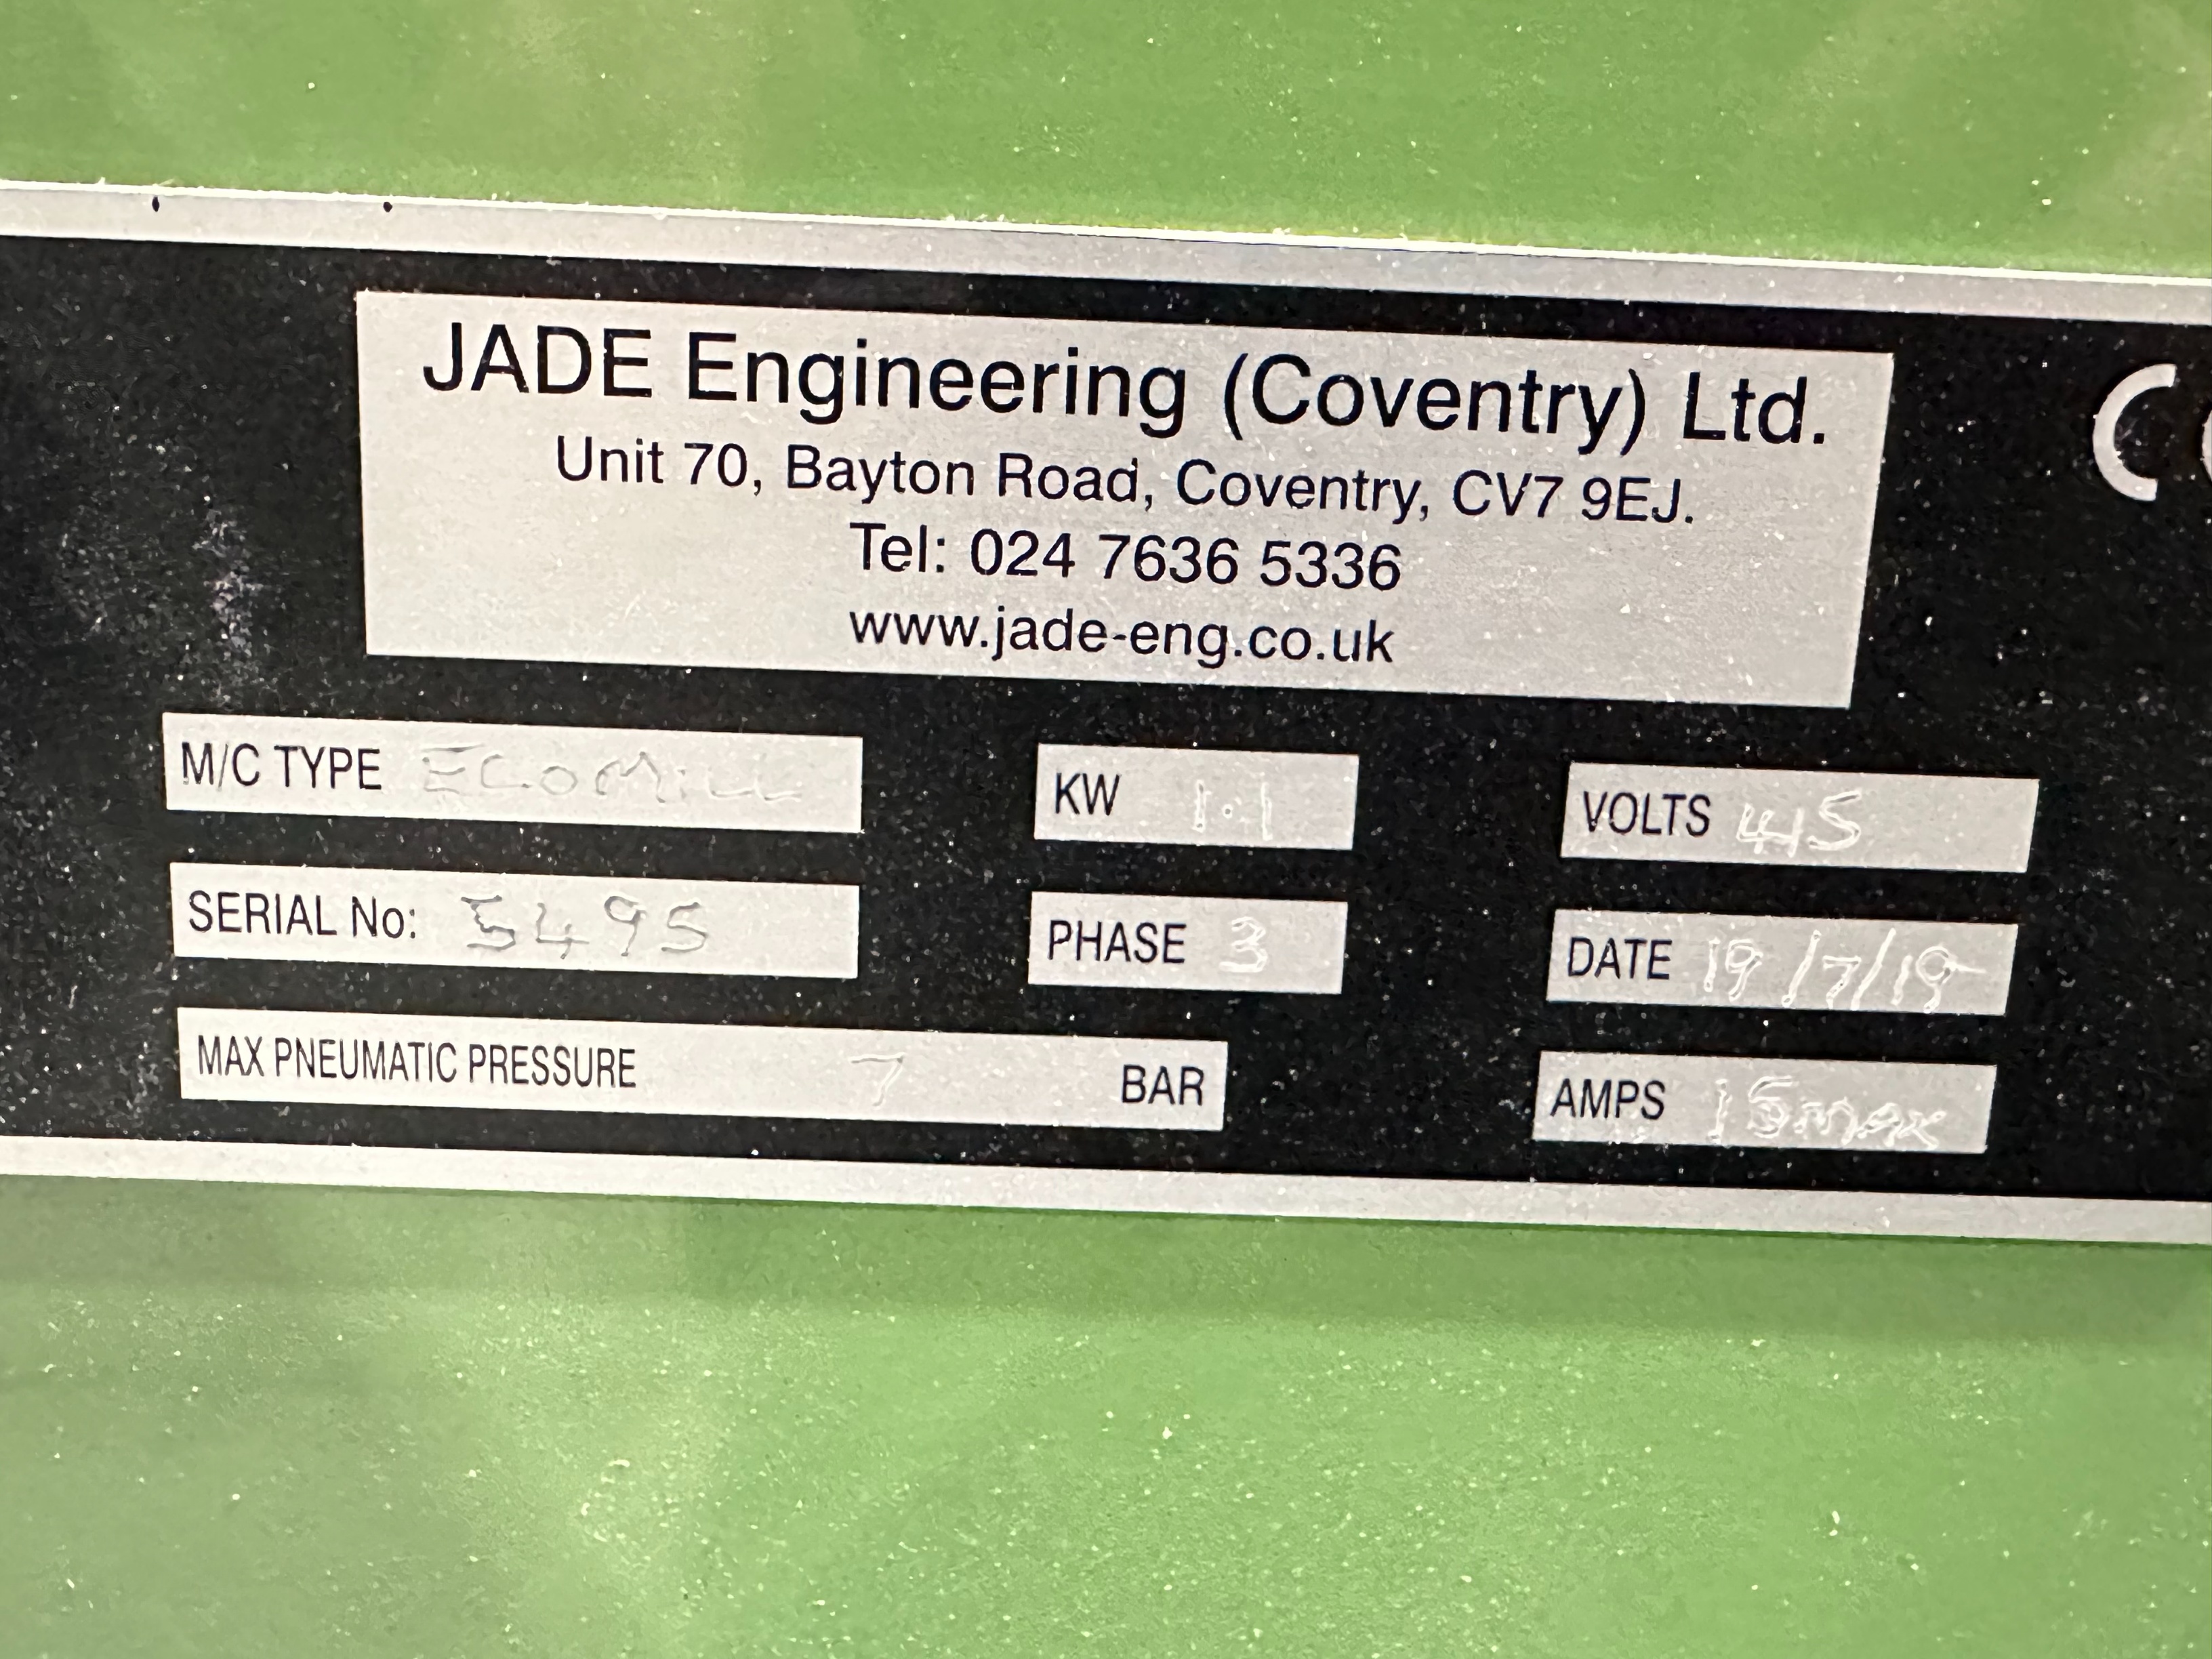 JADE Engineering (Coventry) Ltd.
Unit 70, Bayton Road, Coventry, CV7 9EJ.
Tel: 024 7636 5336
www.jade-eng.co.uk
M/C TYPE ECOMiLL
KW 1.1
VOLTS 415
SERIAL No: 5495
PHASE 3
DATE 19/7/19
MAX PNEUMATIC PRESSURE 7 BAR
AMPS 15max